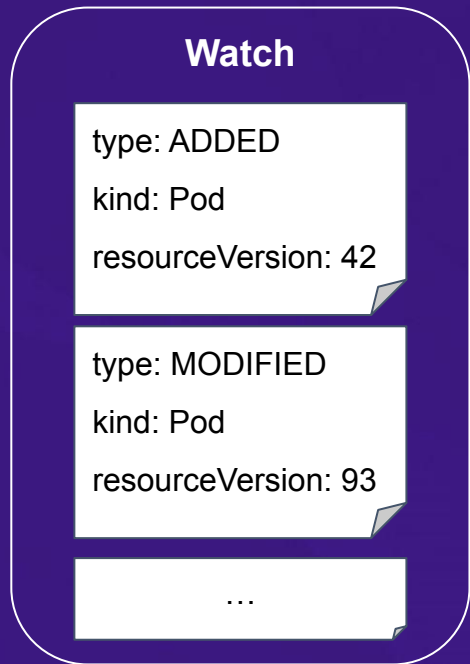 Watch
type: ADDED
kind: Pod
resourceVersion: 42
type: MODIFIED
kind: Pod
resourceVersion: 93
…